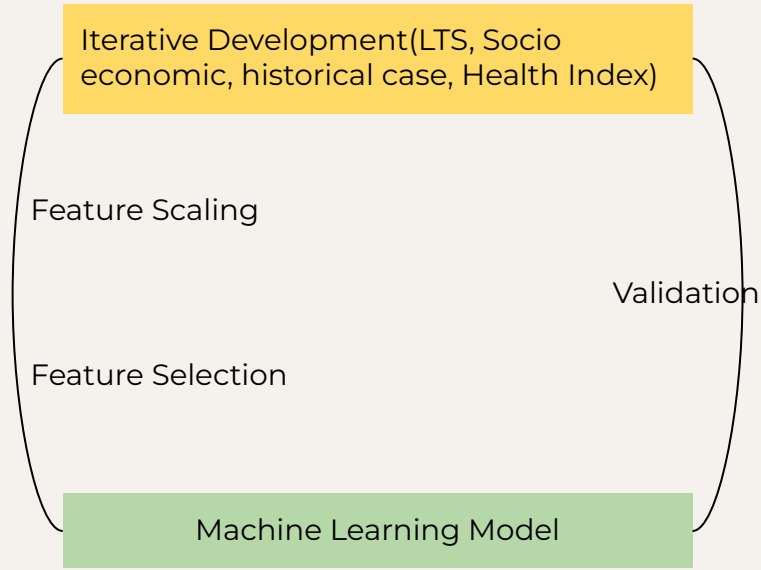 Iterative Development(LTS, Socio
economic, historical case, Health Index)
Feature Scaling
Validation
Feature Selection
Machine Learning Model